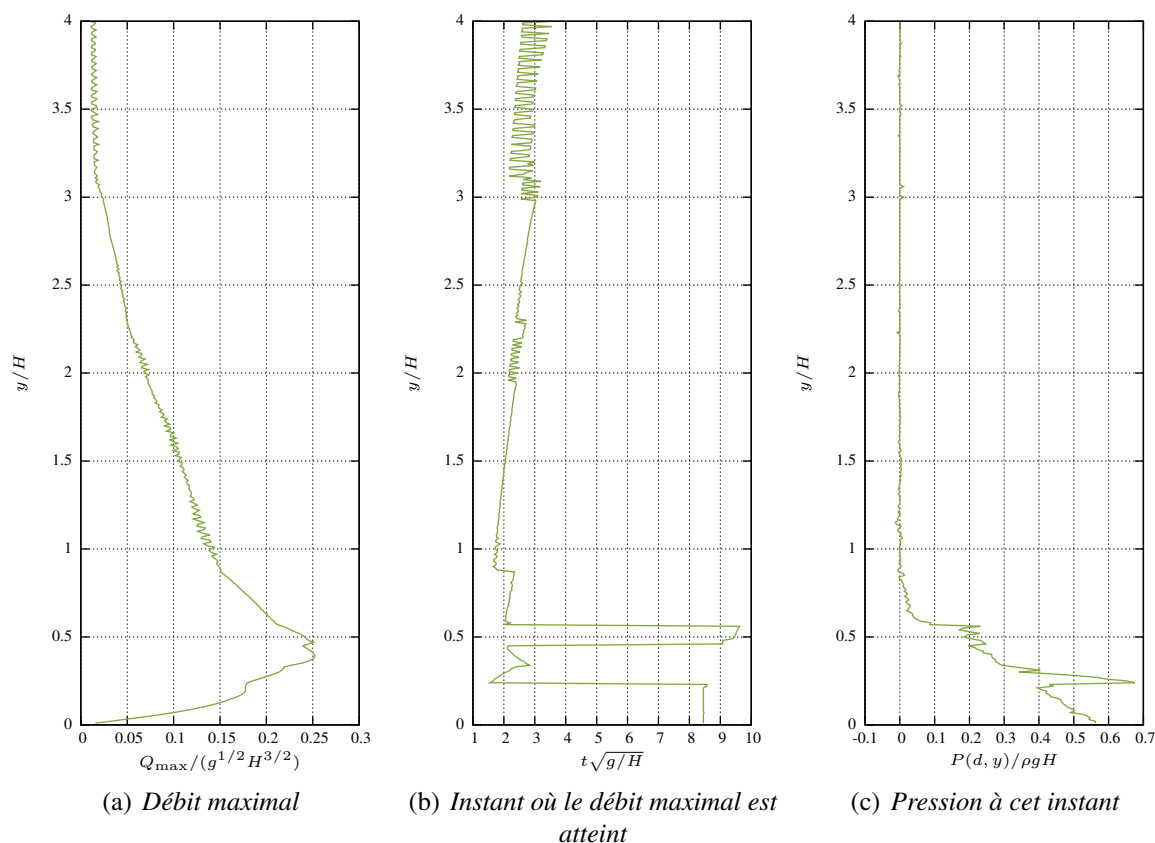 4
3.5
3
2.5
2
1.5
1
0.5
0
y/H
0 0.05 0.1 0.15 0.2 0.25 0.3
Q_max/(g^{1/2}H^{3/2})
(a) Débit maximal
4
3.5
3
2.5
2
1.5
1
0.5
0
y/H
1 2 3 4 5 6 7 8 9 10
t√g/H
(b) Instant où le débit maximal est
atteint
4
3.5
3
2.5
2
1.5
1
0.5
0
y/H
-0.1 0 0.1 0.2 0.3 0.4 0.5 0.6 0.7
P(d, y)/ρgH
(c) Pression à cet instant